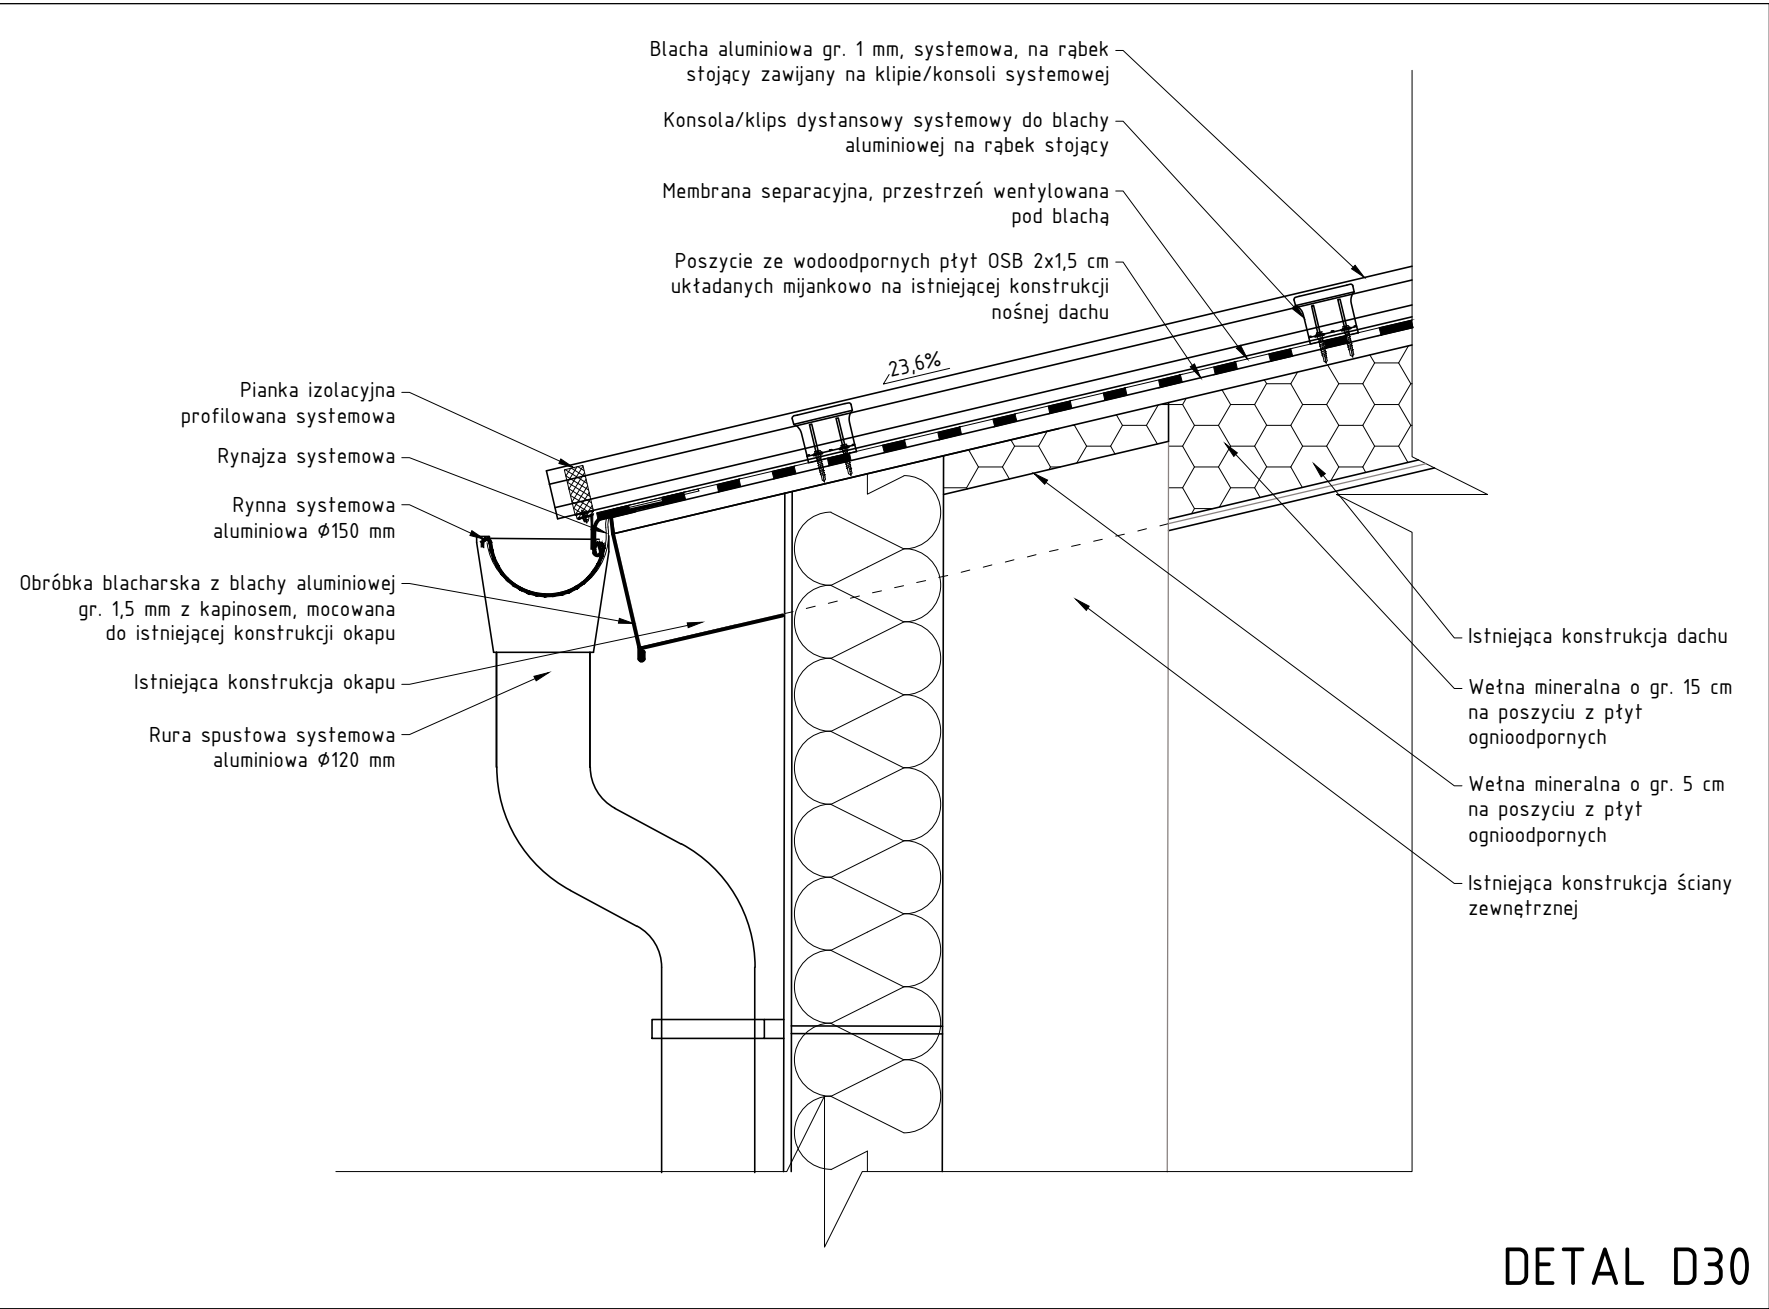 Blacha aluminiowa gr. 1 mm, systemowa, na rąbek
stojący zawijany na klipie/konsoli systemowej
Konsola/klips dystansowy systemowy do blachy
aluminiowej na rąbek stojący
Membrana separacyjna, przestrzeń wentylowana
pod blachą
Poszycie ze wodoodpornych płyt OSB 2x1,5 cm
układanych mijankowo na istniejącej konstrukcji
nośnej dachu
23,6%
Pianka izolacyjna
profilowana systemowa
Rynajza systemowa
Rynna systemowa
aluminiowa Ø150 mm
Obróbka blacharska z blachy aluminiowej
gr. 1,5 mm z kapinosem, mocowana
do istniejącej konstrukcji okapu
Istniejąca konstrukcja okapu
Rura spustowa systemowa
aluminiowa Ø120 mm
Istniejąca konstrukcja dachu
Wełna mineralna o gr. 15 cm
na poszyciu z płyt
ognioodpornych
Wełna mineralna o gr. 5 cm
na poszyciu z płyt
ognioodpornych
Istniejąca konstrukcja ściany
zewnętrznej
DETAL D30